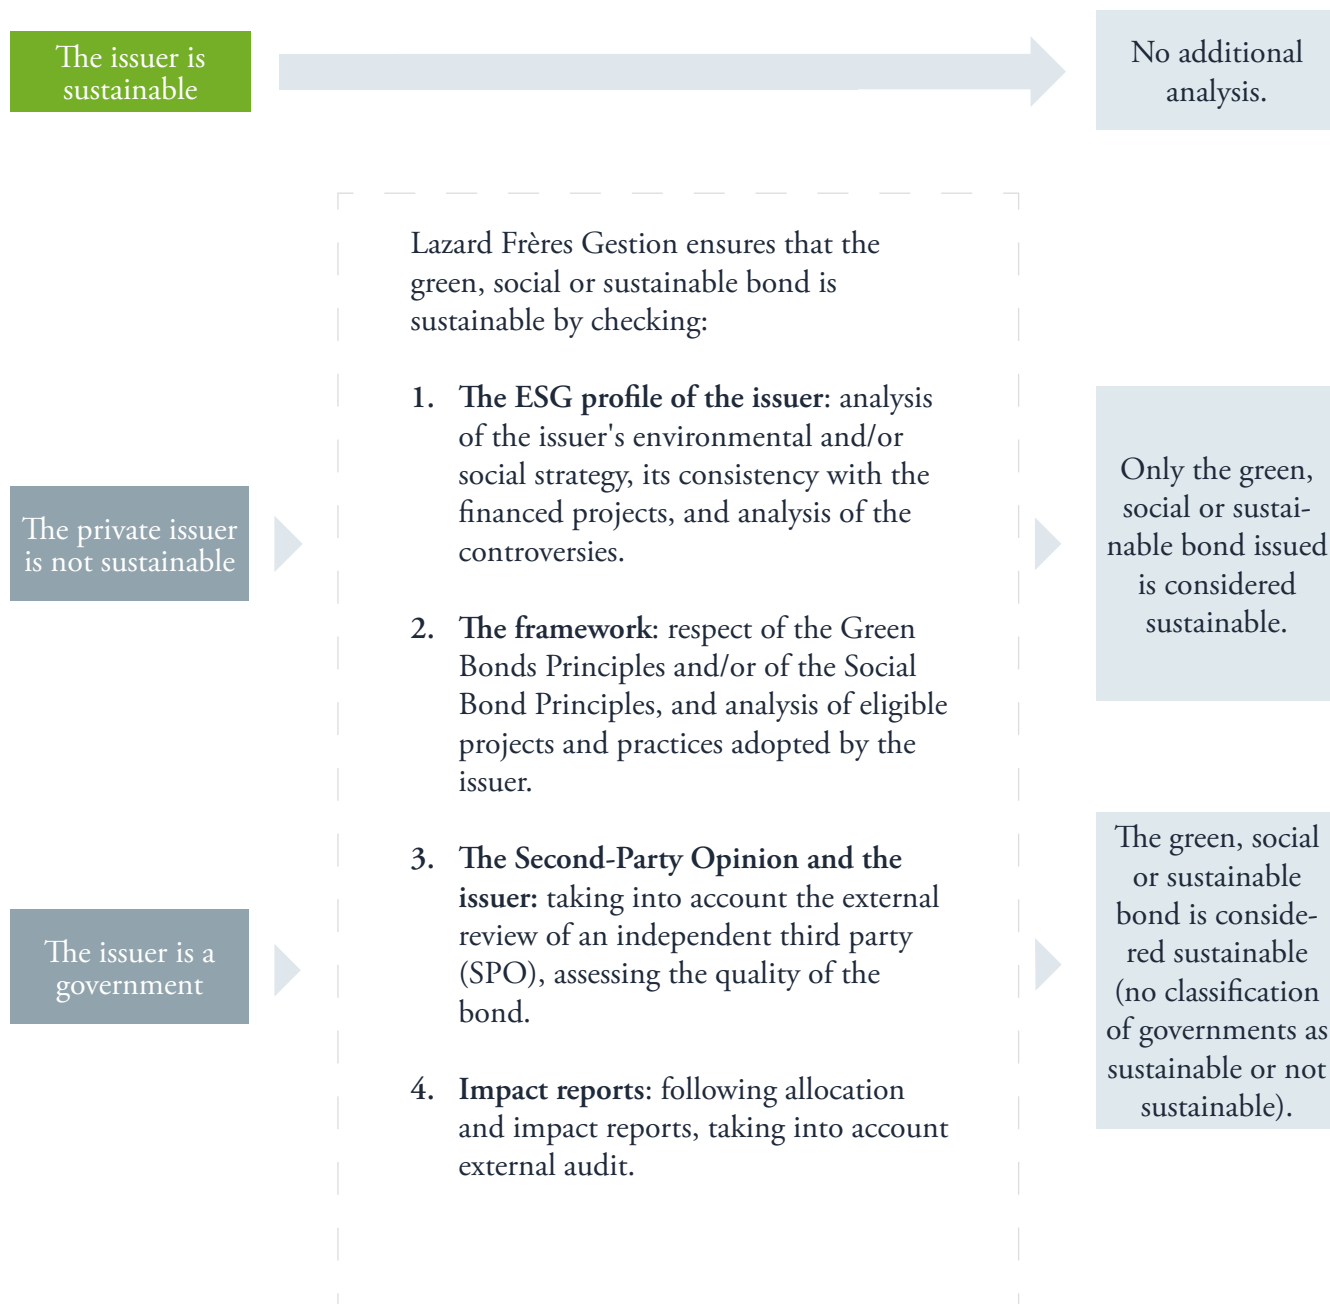 The issuer is
sustainable
No additional
analysis.
Lazard Frères Gestion ensures that the
green, social or sustainable bond is
sustainable by checking:
1. The ESG profile of the issuer: analysis
of the issuer's environmental and/or
social strategy, its consistency with the
financed projects, and analysis of the
controversies.
2. The framework: respect of the Green
Bonds Principles and/or of the Social
Bond Principles, and analysis of eligible
projects and practices adopted by the
issuer.
3. The Second-Party Opinion and the
issuer: taking into account the external
review of an independent third party
(SPO), assessing the quality of the
bond.
4. Impact reports: following allocation
and impact reports, taking into account
external audit.
The private issuer
is not sustainable
Only the green,
social or sustai-
nable bond issued
is considered
sustainable.
The issuer is a
government
The green, social
or sustainable
bond is conside-
red sustainable
(no classification
of governments as
sustainable or not
sustainable).